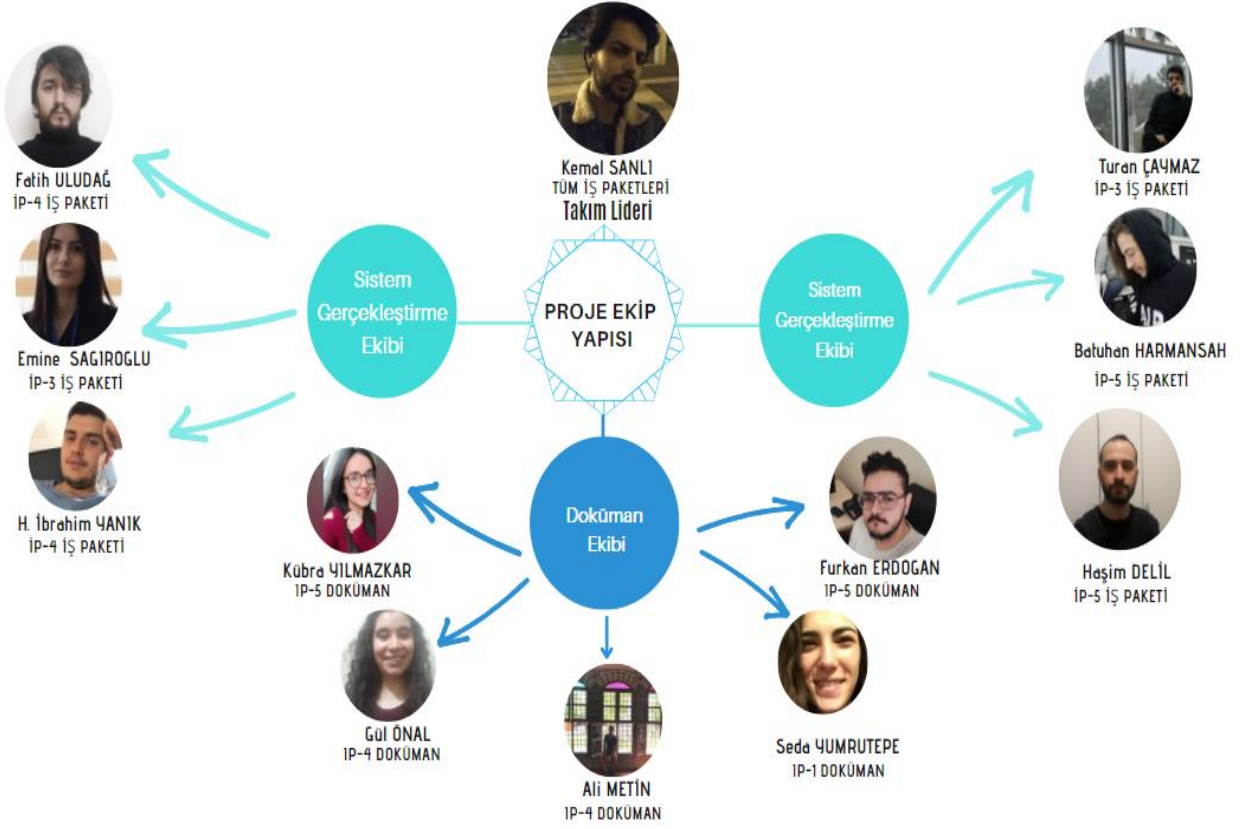 Kemal SANLI
TÜM İŞ PAKETLERİ
Takım Lideri
Fatih ULUDAĞ
İP-4 İŞ PAKETİ
Turan ÇAYMAZ
İP-3 İŞ PAKETİ
Sistem
Gerçekleştirme
Ekibi
PROJE EKİP
YAPISI
Sistem
Gerçekleştirme
Ekibi
Emine SAGIROGLU
İP-3 İŞ PAKETİ
Batuhan HARMANSAH
İP-5 İŞ PAKETİ
H. İbrahim YANIK
İP-4 İŞ PAKETİ
Doküman
Ekibi
Kübra YILMAZKAR
IP-5 DOKÜMAN
Furkan ERDOGAN
IP-5 DOKÜMAN
Haşim DELİL
İP-5 İŞ PAKETİ
Gül ÖNAL
IP-4 DOKÜMAN
Ali METİN
IP-4 DOKÜMAN
Seda YUMRUTEPE
IP-1 DOKÜMAN